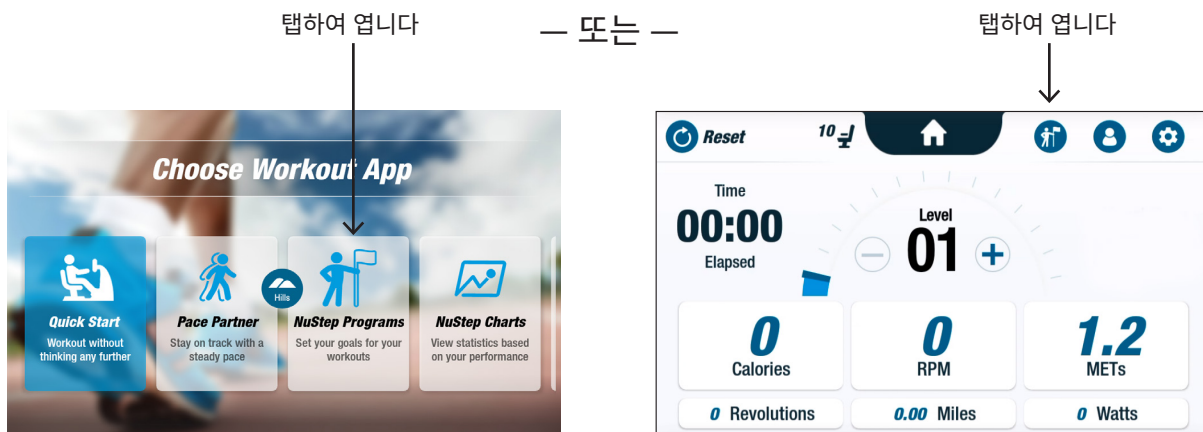 탭하여 엽니다
— 또는 —
탭하여 엽니다
Choose Workout App
Quick Start
Workout without
thinking any further
Pace Partner
Stay on track with a
steady pace
Hills
NuStep Programs
Set your goals for your
workouts
NuStep Charts
View statistics based
on your performance
Reset
10
Time
00:00
Elapsed
Level
01
0
Calories
0
RPM
1.2
METs
0 Revolutions
0.00 Miles
0 Watts